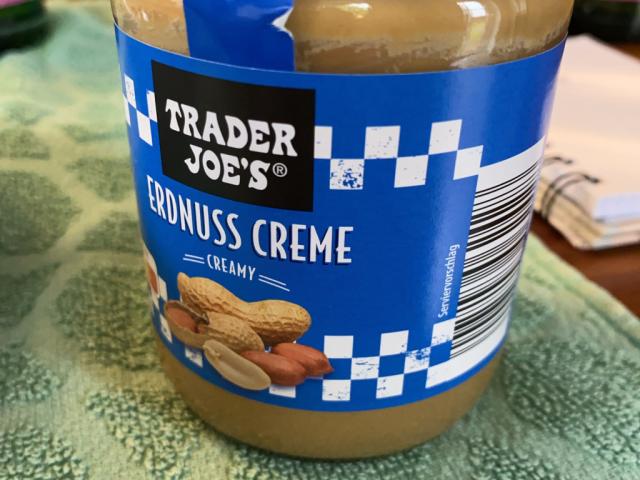 TRADER
JOE'S®
ERDNUSS CREME
CREAMY
Serviervorschlag